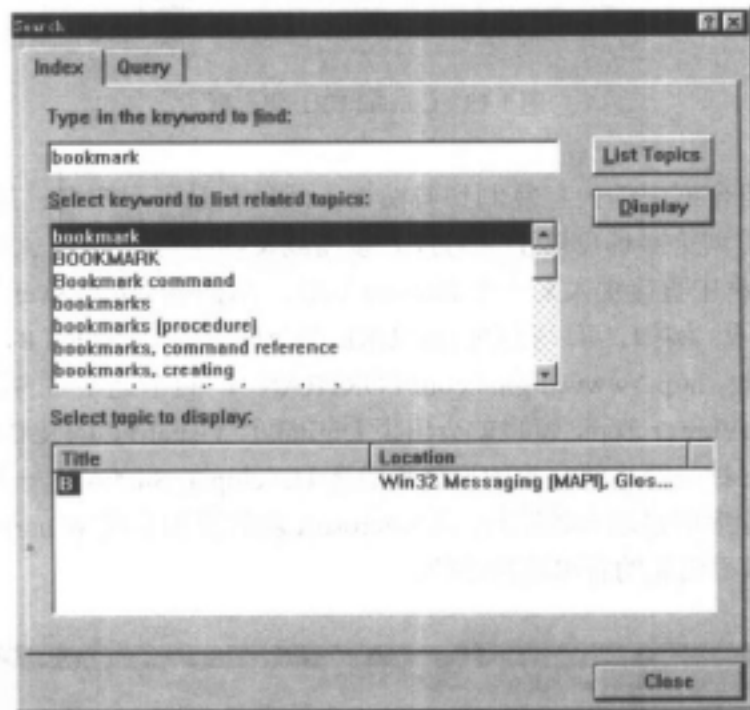 Search
Index Query
Type in the keyword to find:
bookmark
List Topics
Select keyword to list related topics:
Display
bookmark
BOOKMARK
Bookmark command
bookmarks
bookmarks (procedure)
bookmarks, command reference
bookmarks, creating
Select topic to display:
Title Location
B Win32 Messaging (MAPI), Glos...
Close